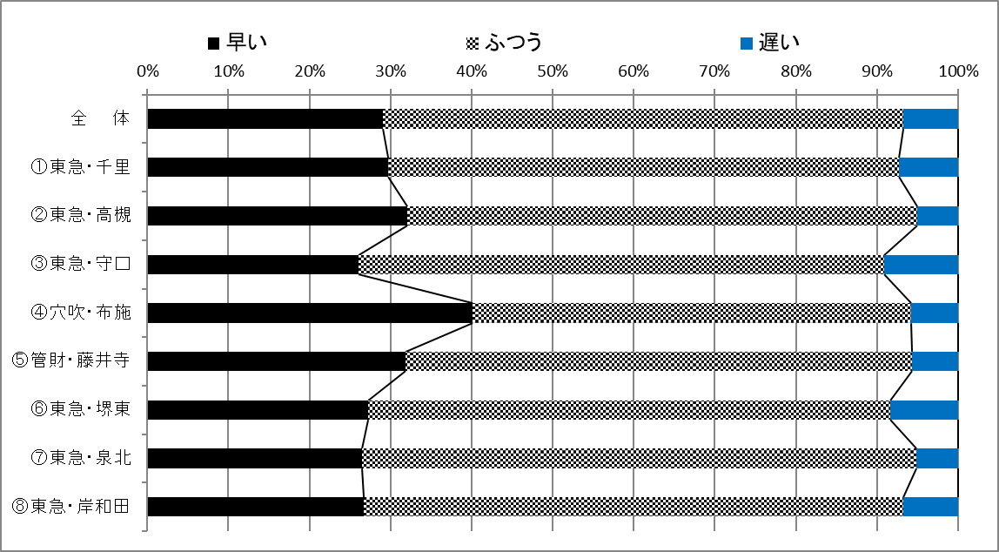 早い ふつう 遅い
0% 10% 20% 30% 40% 50% 60% 70% 80% 90% 100%
全 体
①東急・千里
②東急・高槻
③東急・守口
④穴吹・布施
⑤管財・藤井寺
⑥東急・堺東
⑦東急・泉北
⑧東急・岸和田